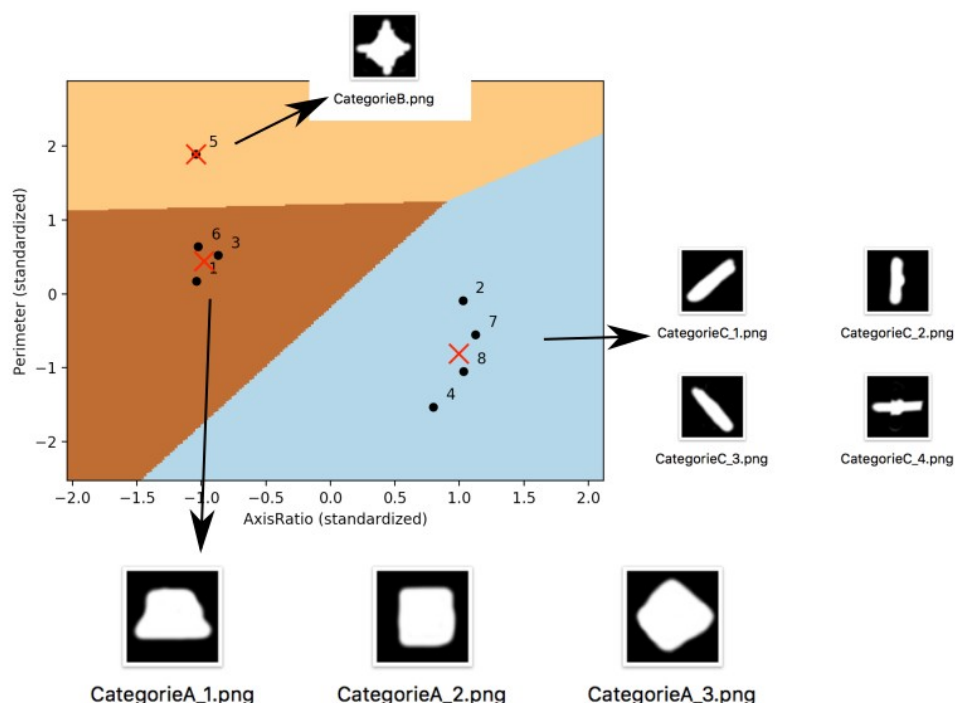 CategorieB.png
2
1
0
−1
−2
Perimeter (standardized)
5
6
3
1
2
7
8
4
−2.0 −1.5 −1.0 −0.5 0.0 0.5 1.0 1.5 2.0
AxisRatio (standardized)
CategorieC_1.png CategorieC_2.png
CategorieC_3.png CategorieC_4.png
CategorieA_1.png CategorieA_2.png CategorieA_3.png